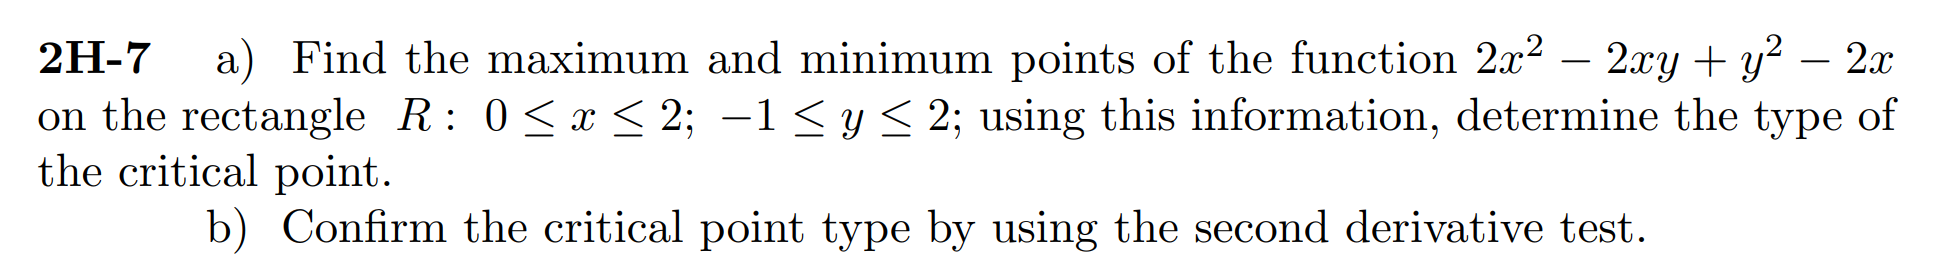 2H-7 a) Find the maximum and minimum points of the function 2x² − 2xy + y² − 2x
on the rectangle R : 0 ≤ x ≤ 2; −1 ≤ y ≤ 2; using this information, determine the type of
the critical point.
b) Confirm the critical point type by using the second derivative test.